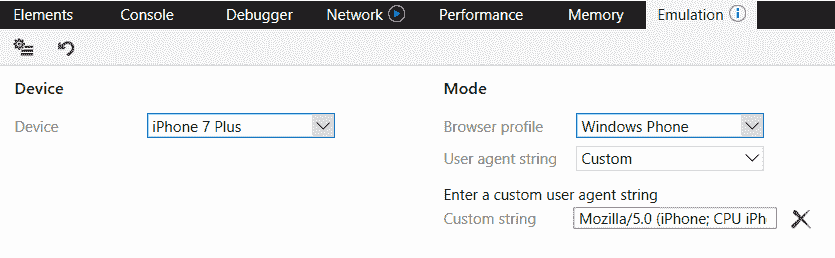 Elements Console Debugger Network Performance Memory Emulation
Device
Device iPhone 7 Plus
Mode
Browser profile Windows Phone
User agent string Custom
Enter a custom user agent string
Custom string Mozilla/5.0 (iPhone; CPU iPh